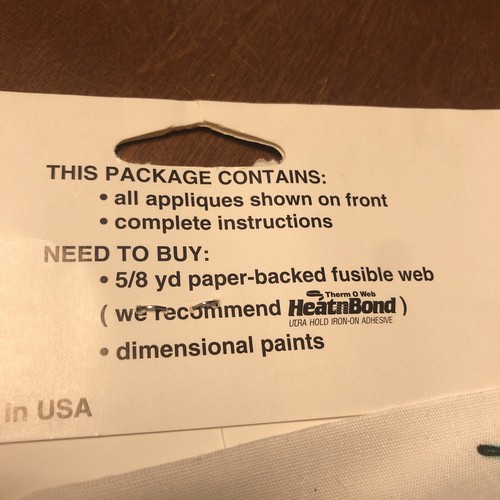 THIS PACKAGE CONTAINS:
• all appliques shown on front
• complete instructions
NEED TO BUY:
• 5/8 yd paper-backed fusible web
Therm O Web
( we recommend HeatnBond )
ULTRA HOLD IRON-ON ADHESIVE
• dimensional paints
in USA